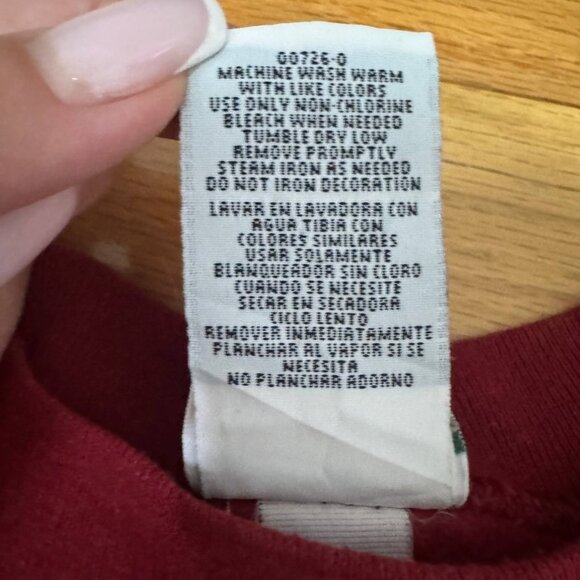 00726-0
MACHINE WASH WARM
WITH LIKE COLORS
USE ONLY NON-CHLORINE
BLEACH WHEN NEEDED
TUMBLE DRY LOW
REMOVE PROMPTLY
STEAM IRON AS NEEDED
DO NOT IRON DECORATION
LAVAR EN LAVADORA CON
AGUA TIBIA CON
COLORES SIMILARES
USAR SOLAMENTE
BLANQUEADOR SIN CLORO
CUANDO SE NECESITE
SECAR EN SECADORA
CICLO LENTO
REMOVER INMEDIATAMENTE
PLANCHAR AL VAPOR SI SE
NECESITA
NO PLANCHAR ADORNO